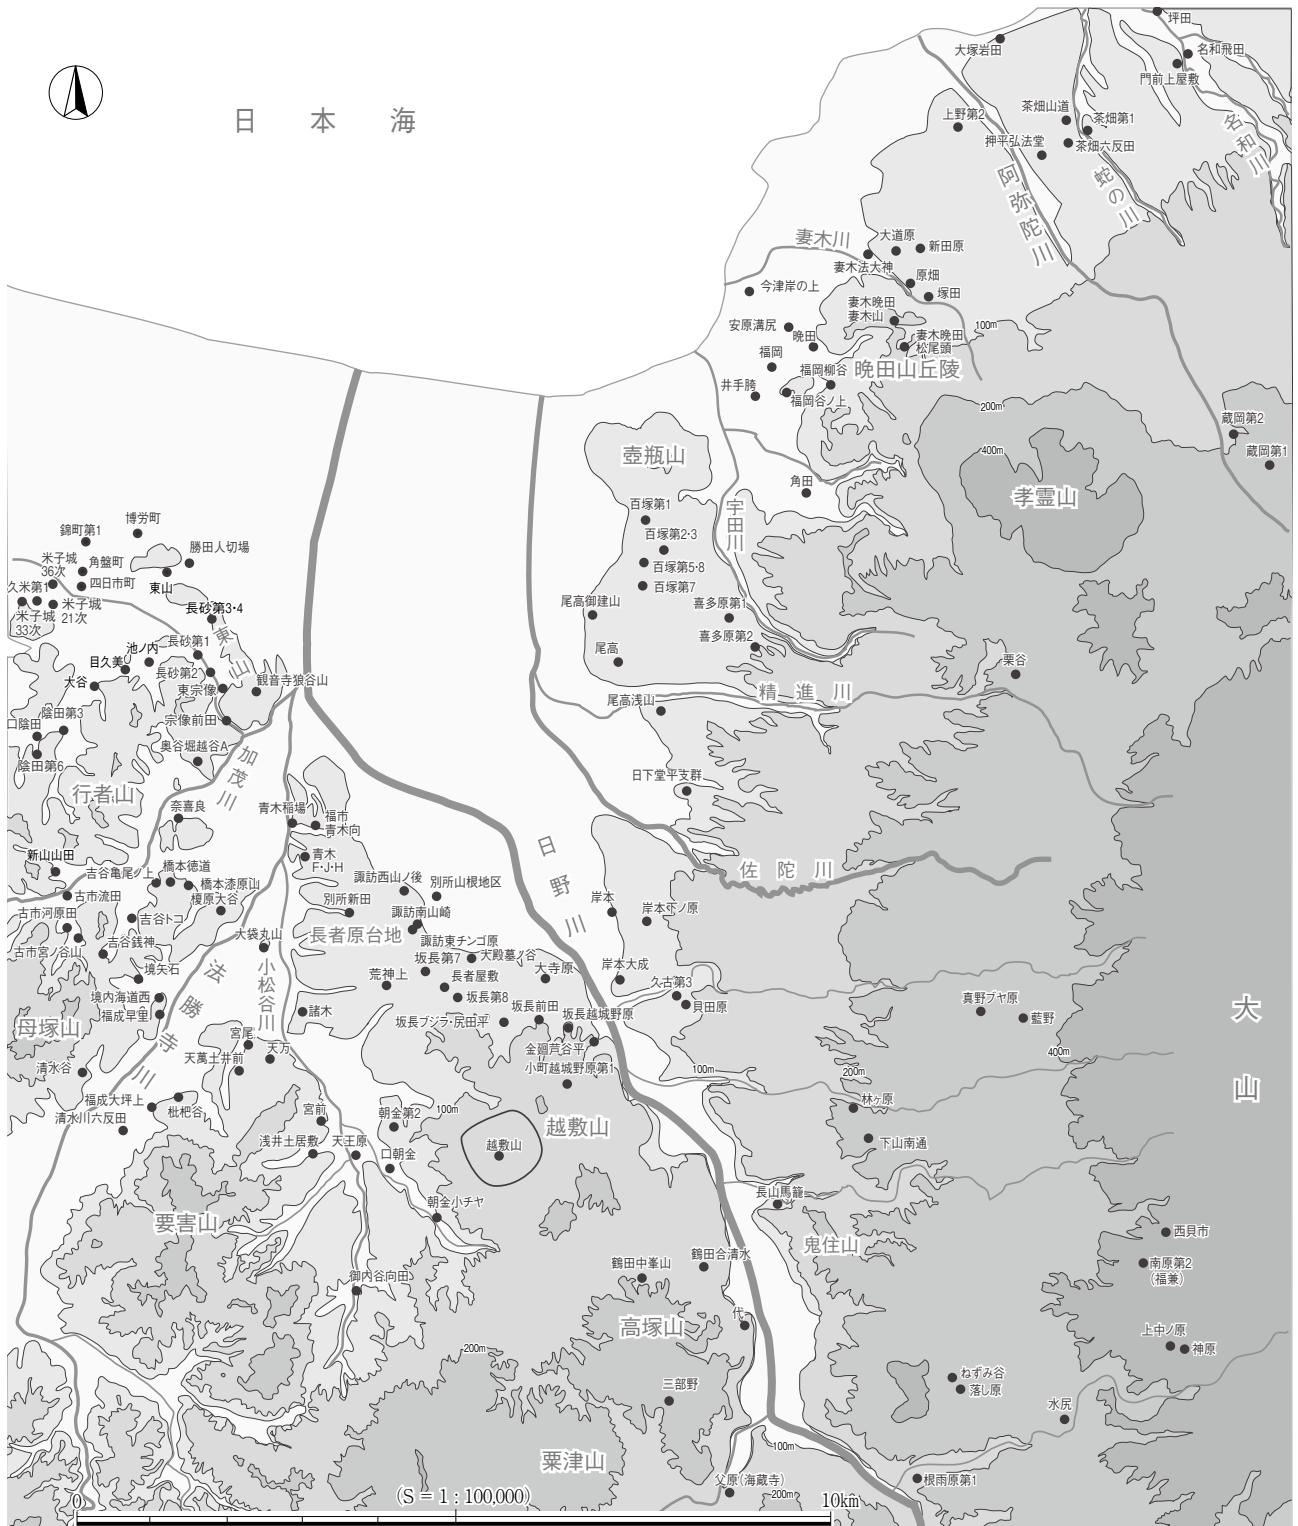 坪田
名和飛田
門前上屋敷
大塚岩田
日本海
茶畑山道
茶畑第1
上野第2
押平弘法堂
茶畑六反田
名和川
阿弥陀川
蛇の川
妻木川
大道原
新田原
妻木法大神
原畑
今津岸の上
塚田
妻木晩田
妻木山
安原溝尻
晩田
100m
妻木晩田
松尾頭
福岡
晩田山丘陵
福岡柳谷
井手胯
福岡谷ノ上
200m
蔵岡第2
400m
蔵岡第1
壺瓶山
角田
孝霊山
百塚第1
宇田川
博労町
錦町第1
百塚第2・3
勝田人切場
米子城
36次
角盤町
百塚第5・8
四日市町
東山
百塚第7
久米第1
米子城
33次
米子城
21次
長砂第3・4
尾高御建山
喜多原第1
東山
喜多原第2
長砂第1
池ノ内
目久美
尾高
長砂第2
大谷
東宗像
観音寺狼谷山
栗谷
精進川
尾高浅山
陰田第3
口陰田
宗像前田
陰田第6
奥谷堀越谷A
加茂川
日下堂平支群
行者山
奈喜良
青木稲場
福市
青木向
日野川
新山山田
青木
F・J・H
佐陀川
吉谷亀尾ノ上
橋本徳道
橋本漆原山
諏訪西山ノ後
別所山根地区
古市流田
榎原大谷
別所新田
岸本
古市河原田
吉谷トコ
諏訪南山崎
岸本下ノ原
大袋丸山
長者原台地
古市宮ノ谷山
吉谷銭神
諏訪東チンゴ原
法勝寺川
小松谷川
坂長第7
大殿墓ノ谷
境矢石
荒神上
長者屋敷
大寺原
岸本大成
久古第3
境内海道西
坂長第8
貝田原
真野ブヤ原
福成早里
諸木
坂長前田
坂長越城野原
藍野
大山
母塚山
坂長ブジラ・尻田平
宮尾
金廻芦谷平
天萬土井前
天万
小町越城野原第1
清水谷
400m
100m
200m
福成大坪上
枇杷谷
100m
林ヶ原
清水川六反田
宮前
朝金第2
越敷山
下山南通
浅井土居敷
天王原
越敷山
口朝金
長山馬籠
朝金小チヤ
要害山
鬼住山
西貝市
鶴田合清水
鶴田中峯山
南原第2
(福兼)
御内谷向田
代
高塚山
上中ノ原
神原
200m
ねずみ谷
三部野
落し原
水尻
100m
粟津山
父原(海蔵寺)
根雨原第1
200m
0
(S = 1 : 100,000)
10km